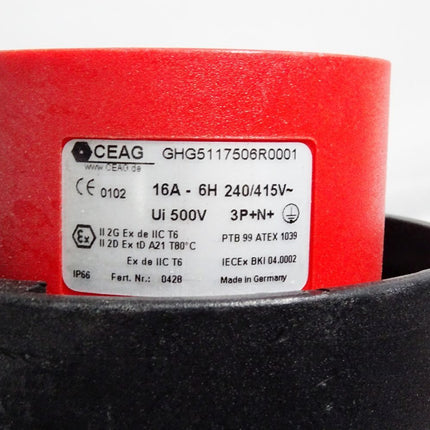 CEAG GHG5117506R0001
www.CEAG.de
CE 0102 16A - 6H 240/415V~
Ui 500V 3P+N+
Ex II 2G Ex de IIC T6 PTB 99 ATEX 1039
II 2D Ex tD A21 T80°C
Ex de IIC T6 IECEx BKI 04.0002
IP66 Fert. Nr.: 0428 Made in Germany